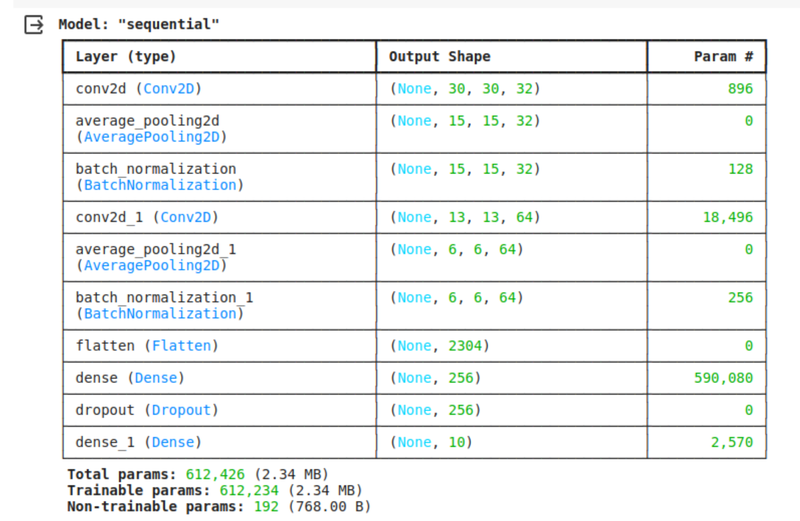 Model: "sequential"
Layer (type) Output Shape Param #
conv2d (Conv2D) (None, 30, 30, 32) 896
average_pooling2d (None, 15, 15, 32) 0
(AveragePooling2D)
batch_normalization (None, 15, 15, 32) 128
(BatchNormalization)
conv2d_1 (Conv2D) (None, 13, 13, 64) 18,496
average_pooling2d_1 (None, 6, 6, 64) 0
(AveragePooling2D)
batch_normalization_1 (None, 6, 6, 64) 256
(BatchNormalization)
flatten (Flatten) (None, 2304) 0
dense (Dense) (None, 256) 590,080
dropout (Dropout) (None, 256) 0
dense_1 (Dense) (None, 10) 2,570
Total params: 612,426 (2.34 MB)
Trainable params: 612,234 (2.34 MB)
Non-trainable params: 192 (768.00 B)